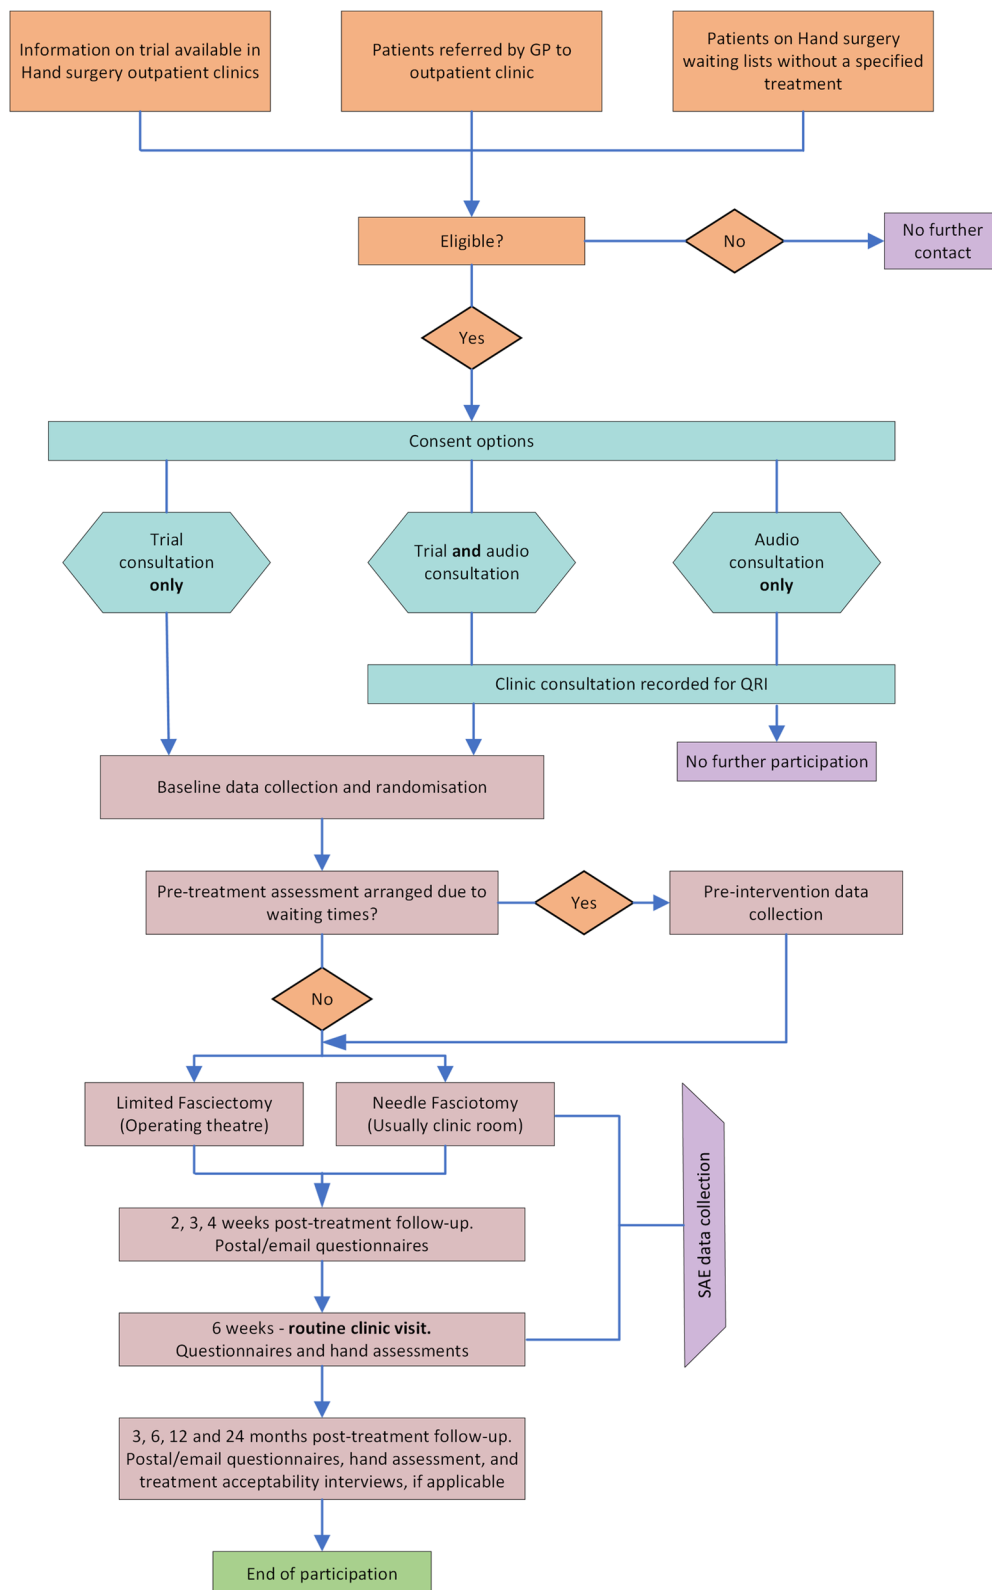 Information on trial available in
Hand surgery outpatient clinics
Patients referred by GP to
outpatient clinic
Patients on Hand surgery
waiting lists without a specified
treatment
Eligible?
No
No further
contact
Yes
Consent options
Trial
consultation
only
Trial and audio
consultation
Audio
consultation
only
Clinic consultation recorded for QRI
No further participation
Baseline data collection and randomisation
Pre-treatment assessment arranged due to
waiting times?
Yes
Pre-intervention data
collection
No
Limited Fasciectomy
(Operating theatre)
Needle Fasciotomy
(Usually clinic room)
SAE data collection
2, 3, 4 weeks post-treatment follow-up.
Postal/email questionnaires
6 weeks - routine clinic visit.
Questionnaires and hand assessments
3, 6, 12 and 24 months post-treatment follow-up.
Postal/email questionnaires, hand assessment, and
treatment acceptability interviews, if applicable
End of participation